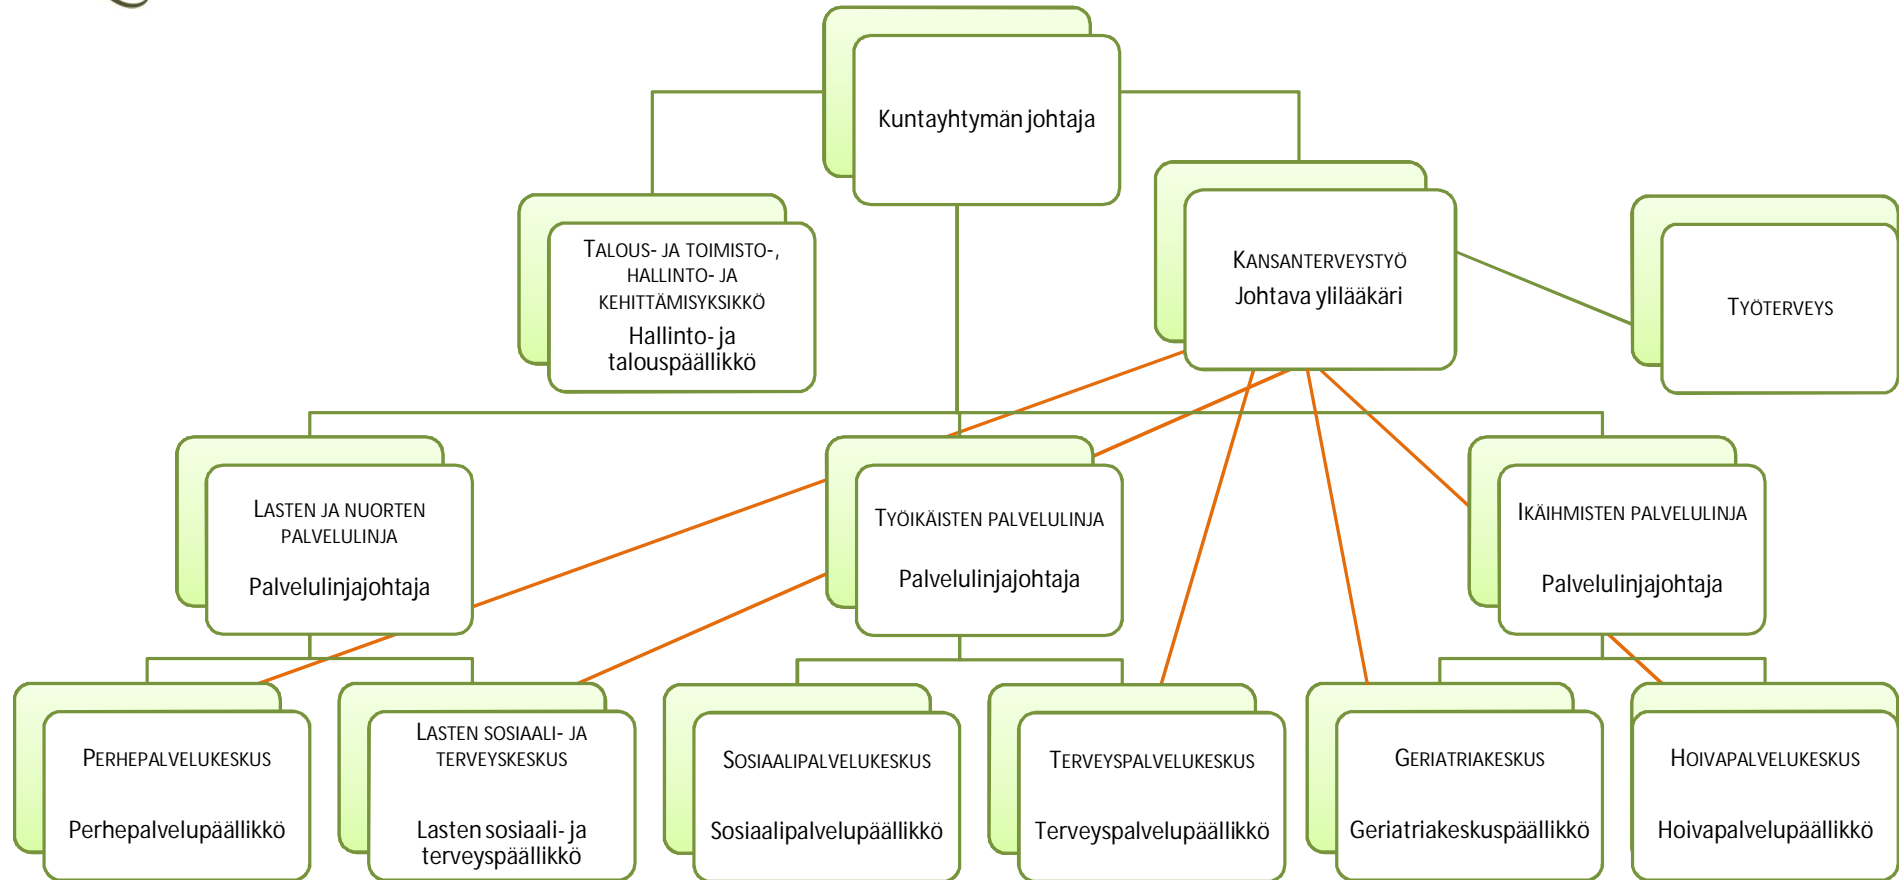 Kuntayhtymän johtaja
TALOUS- JA TOIMISTO-,
HALLINTO- JA
KEHITTÄMISYKSIKKÖ
Hallinto- ja
talouspäällikkö
KANSANTERVEYSTYÖ
Johtava ylilääkäri
TYÖTERVEYS
LASTEN JA NUORTEN
PALVELULINJA
Palvelulinjajohtaja
TYÖIKÄISTEN PALVELULINJA
Palvelulinjajohtaja
IKÄIHMISTEN PALVELULINJA
Palvelulinjajohtaja
PERHEPALVELUKESKUS
Perhepalvelupäällikkö
LASTEN SOSIAALI- JA
TERVEYSKESKUS
Lasten sosiaali- ja
terveyspäällikkö
SOSIAALIPALVELUKESKUS
Sosiaalipalvelupäällikkö
TERVEYSPALVELUKESKUS
Terveyspalvelupäällikkö
GERIATRIAKESKUS
Geriatriakeskuspäällikkö
HOIVAPALVELUKESKUS
Hoivapalvelupäällikkö